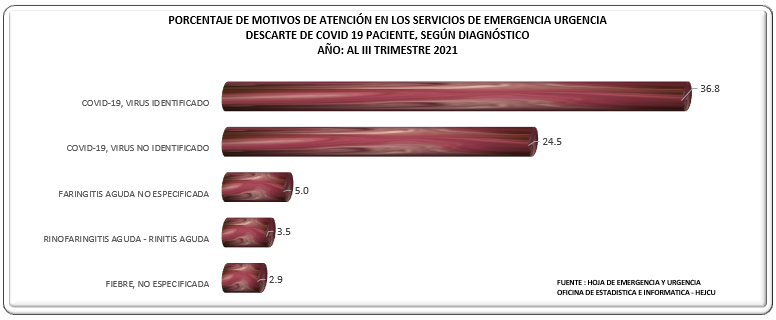 PORCENTAJE DE MOTIVOS DE ATENCIÓN EN LOS SERVICIOS DE EMERGENCIA URGENCIA
DESCARTE DE COVID 19 PACIENTE, SEGÚN DIAGNÓSTICO
AÑO: AL III TRIMESTRE 2021
COVID-19, VIRUS IDENTIFICADO 36.8
COVID-19, VIRUS NO IDENTIFICADO 24.5
FARINGITIS AGUDA NO ESPECIFICADA 5.0
RINOFARINGITIS AGUDA - RINITIS AGUDA 3.5
FIEBRE, NO ESPECIFICADA 2.9
FUENTE : HOJA DE EMERGENCIA Y URGENCIA
OFICINA DE ESTADISTICA E INFORMATICA - HEJCU